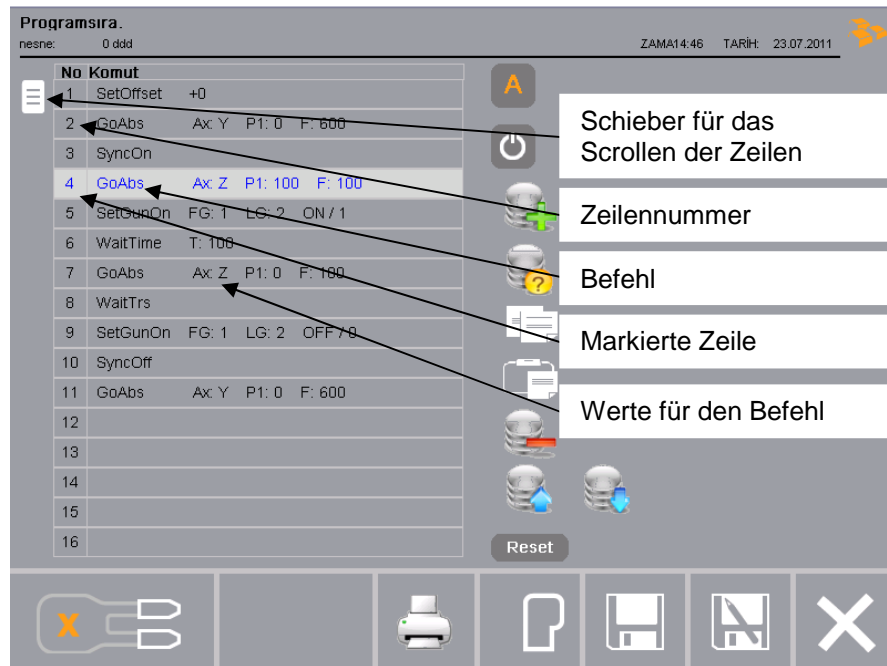 Programsıra.
nesne: 0 ddd ZAMA14:46 TARİH: 23.07.2011
No Komut
1 SetOffset +0
2 GoAbs Ax: Y P1: 0 F: 600
3 SyncOn
4 GoAbs Ax: Z P1: 100 F: 100
5 SetGunOn FG: 1 LG: 2 ON / 1
6 WaitTime T: 100
7 GoAbs Ax: Z P1: 0 F: 100
8 WaitTrs
9 SetGunOn FG: 1 LG: 2 OFF / 0
10 SyncOff
11 GoAbs Ax: Y P1: 0 F: 600
12
13
14
15
16
A
Schieber für das
Scrollen der Zeilen
Zeilennummer
Befehl
Markierte Zeile
Werte für den Befehl
?
Reset
X